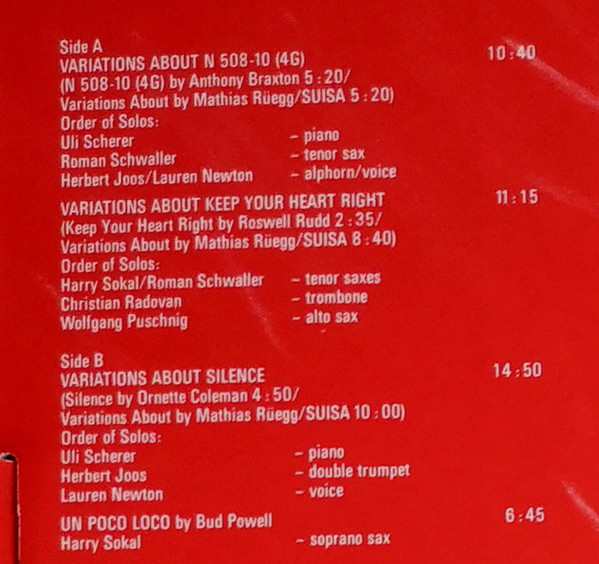 Side A
VARIATIONS ABOUT N 508-10 (4G) 10:40
(N 508-10 (4G) by Anthony Braxton 5:20/
Variations About by Mathias Rüegg/SUISA 5:20)
Order of Solos:
Uli Scherer – piano
Roman Schwaller – tenor sax
Herbert Joos/Lauren Newton – alphorn/voice
VARIATIONS ABOUT KEEP YOUR HEART RIGHT 11:15
(Keep Your Heart Right by Roswell Rudd 2:35/
Variations About by Mathias Rüegg/SUISA 8:40)
Order of Solos:
Harry Sokal/Roman Schwaller – tenor saxes
Christian Radovan – trombone
Wolfgang Puschnig – alto sax
Side B
VARIATIONS ABOUT SILENCE 14:50
(Silence by Ornette Coleman 4:50/
Variations About by Mathias Rüegg/SUISA 10:00)
Order of Solos:
Uli Scherer – piano
Herbert Joos – double trumpet
Lauren Newton – voice
UN POCO LOCO by Bud Powell 6:45
Harry Sokal – soprano sax